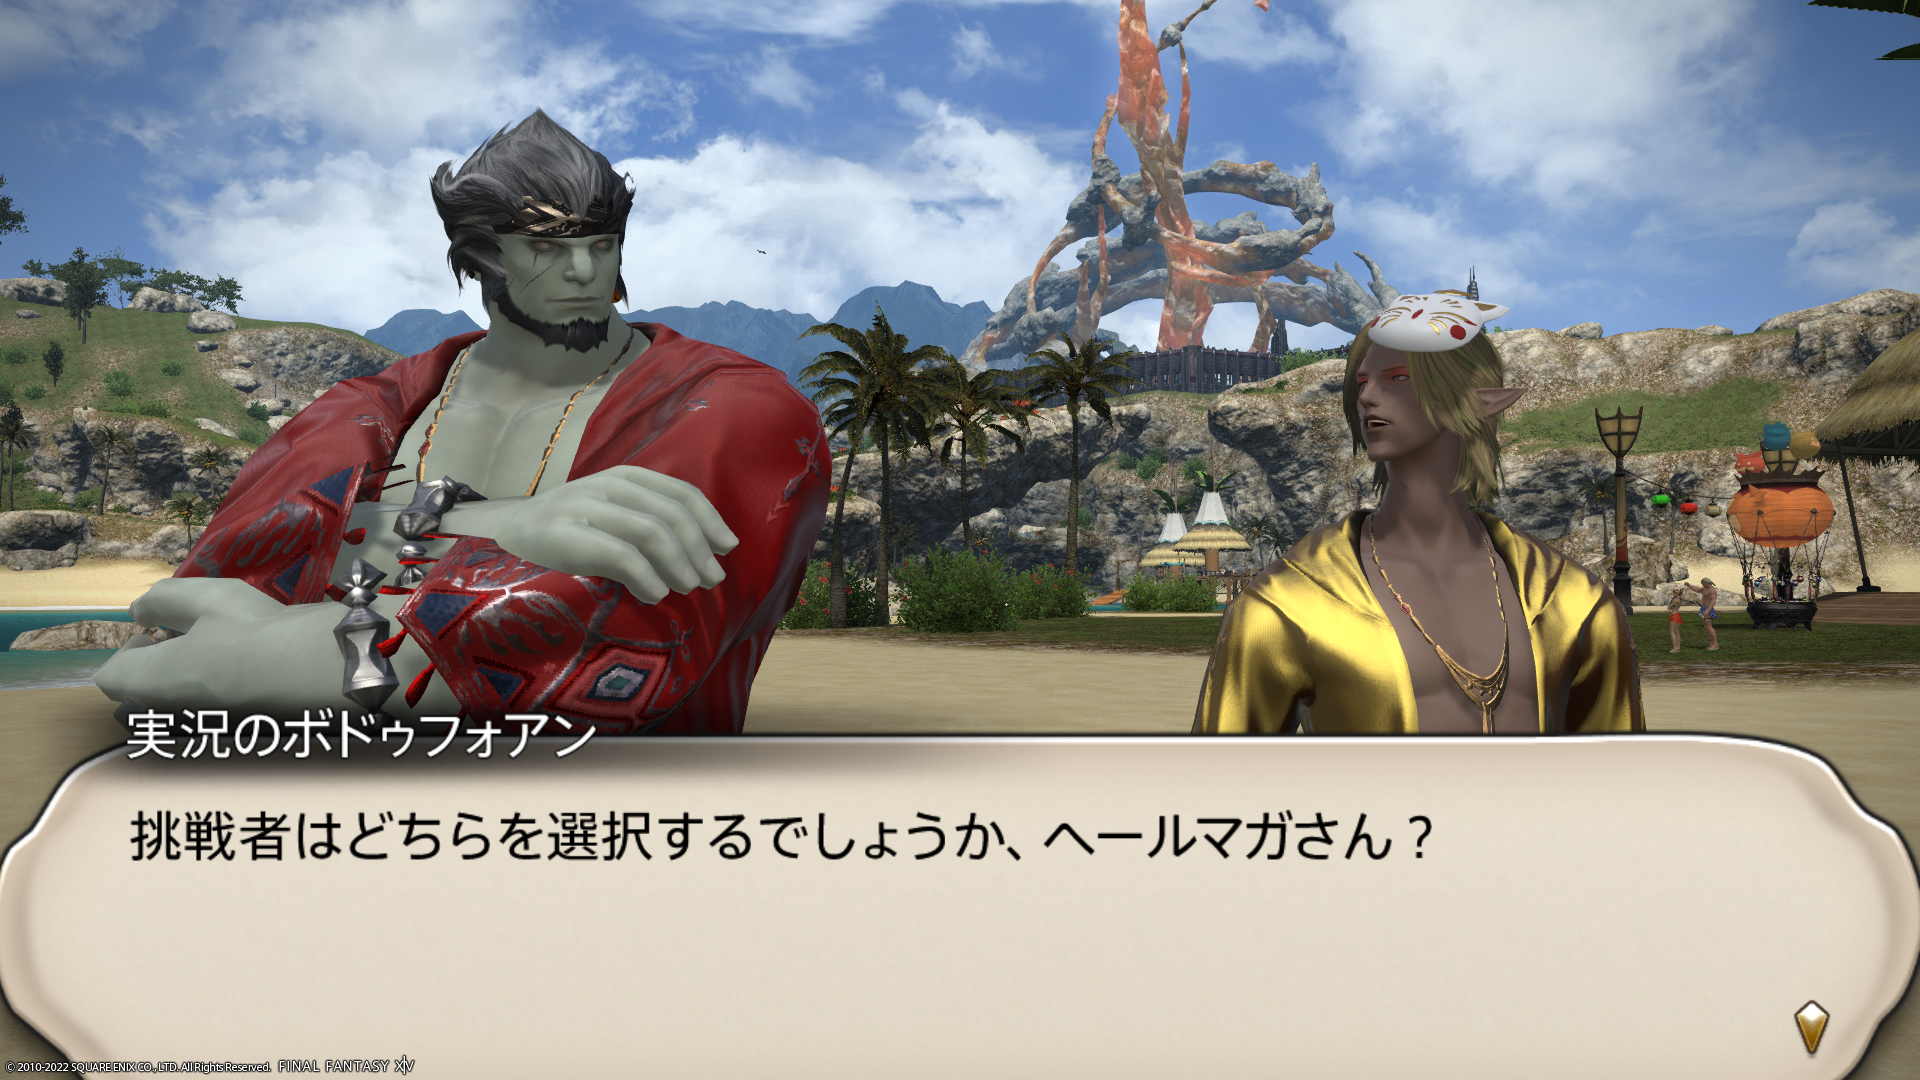 実況のボドゥフォアン
挑戦者はどちらを選択するでしょうか、ヘールマガさん？
© 2010-2022 SQUARE ENIX CO., LTD. All Rights Reserved. FINAL FANTASY XIV